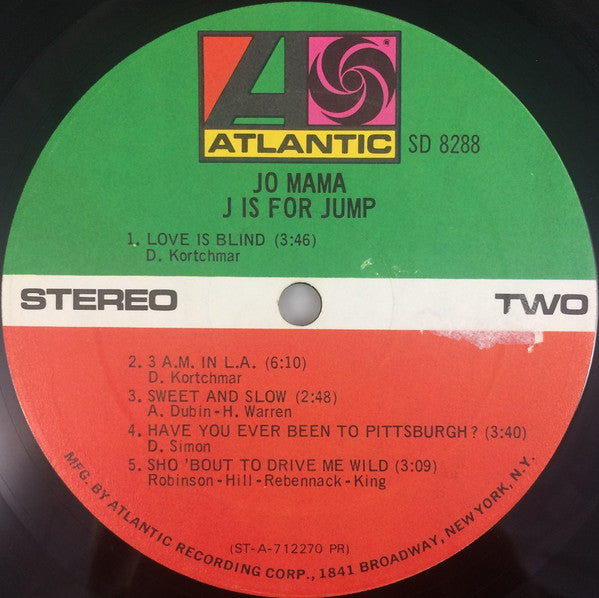 ATLANTIC SD 8288
JO MAMA
J IS FOR JUMP
1. LOVE IS BLIND (3:46)
D. Kortchmar
STEREO TWO
2. 3 A.M. IN L.A. (6:10)
D. Kortchmar
3. SWEET AND SLOW (2:48)
A. Dubin-H. Warren
4. HAVE YOU EVER BEEN TO PITTSBURGH? (3:40)
D. Simon
5. SHO 'BOUT TO DRIVE ME WILD (3:09)
Robinson-Hill-Rebennack-King
(ST-A-712270 PR)
MFG. BY ATLANTIC RECORDING CORP., 1841 BROADWAY, NEW YORK, N.Y.